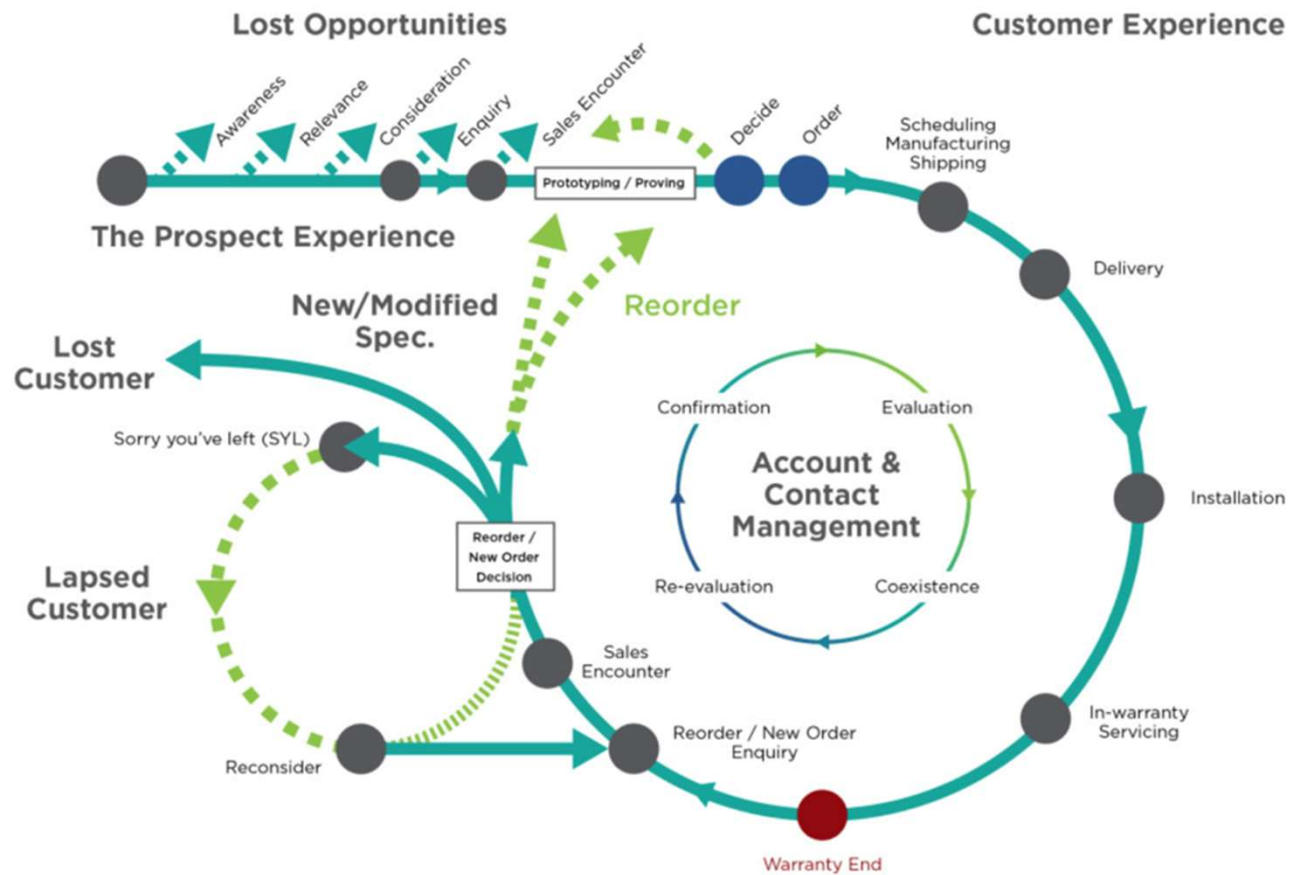 Lost Opportunities
Customer Experience
Awareness
Relevance
Consideration
Enquiry
Sales Encounter
Decide
Order
Scheduling
Manufacturing
Shipping
Prototyping / Proving
The Prospect Experience
Delivery
New/Modified
Spec.
Reorder
Lost
Customer
Confirmation
Evaluation
Sorry you’ve left (SYL)
Account &
Contact
Management
Installation
Reorder /
New Order
Decision
Re-evaluation
Coexistence
Lapsed
Customer
Sales
Encounter
In-warranty
Servicing
Reorder / New Order
Enquiry
Reconsider
Warranty End